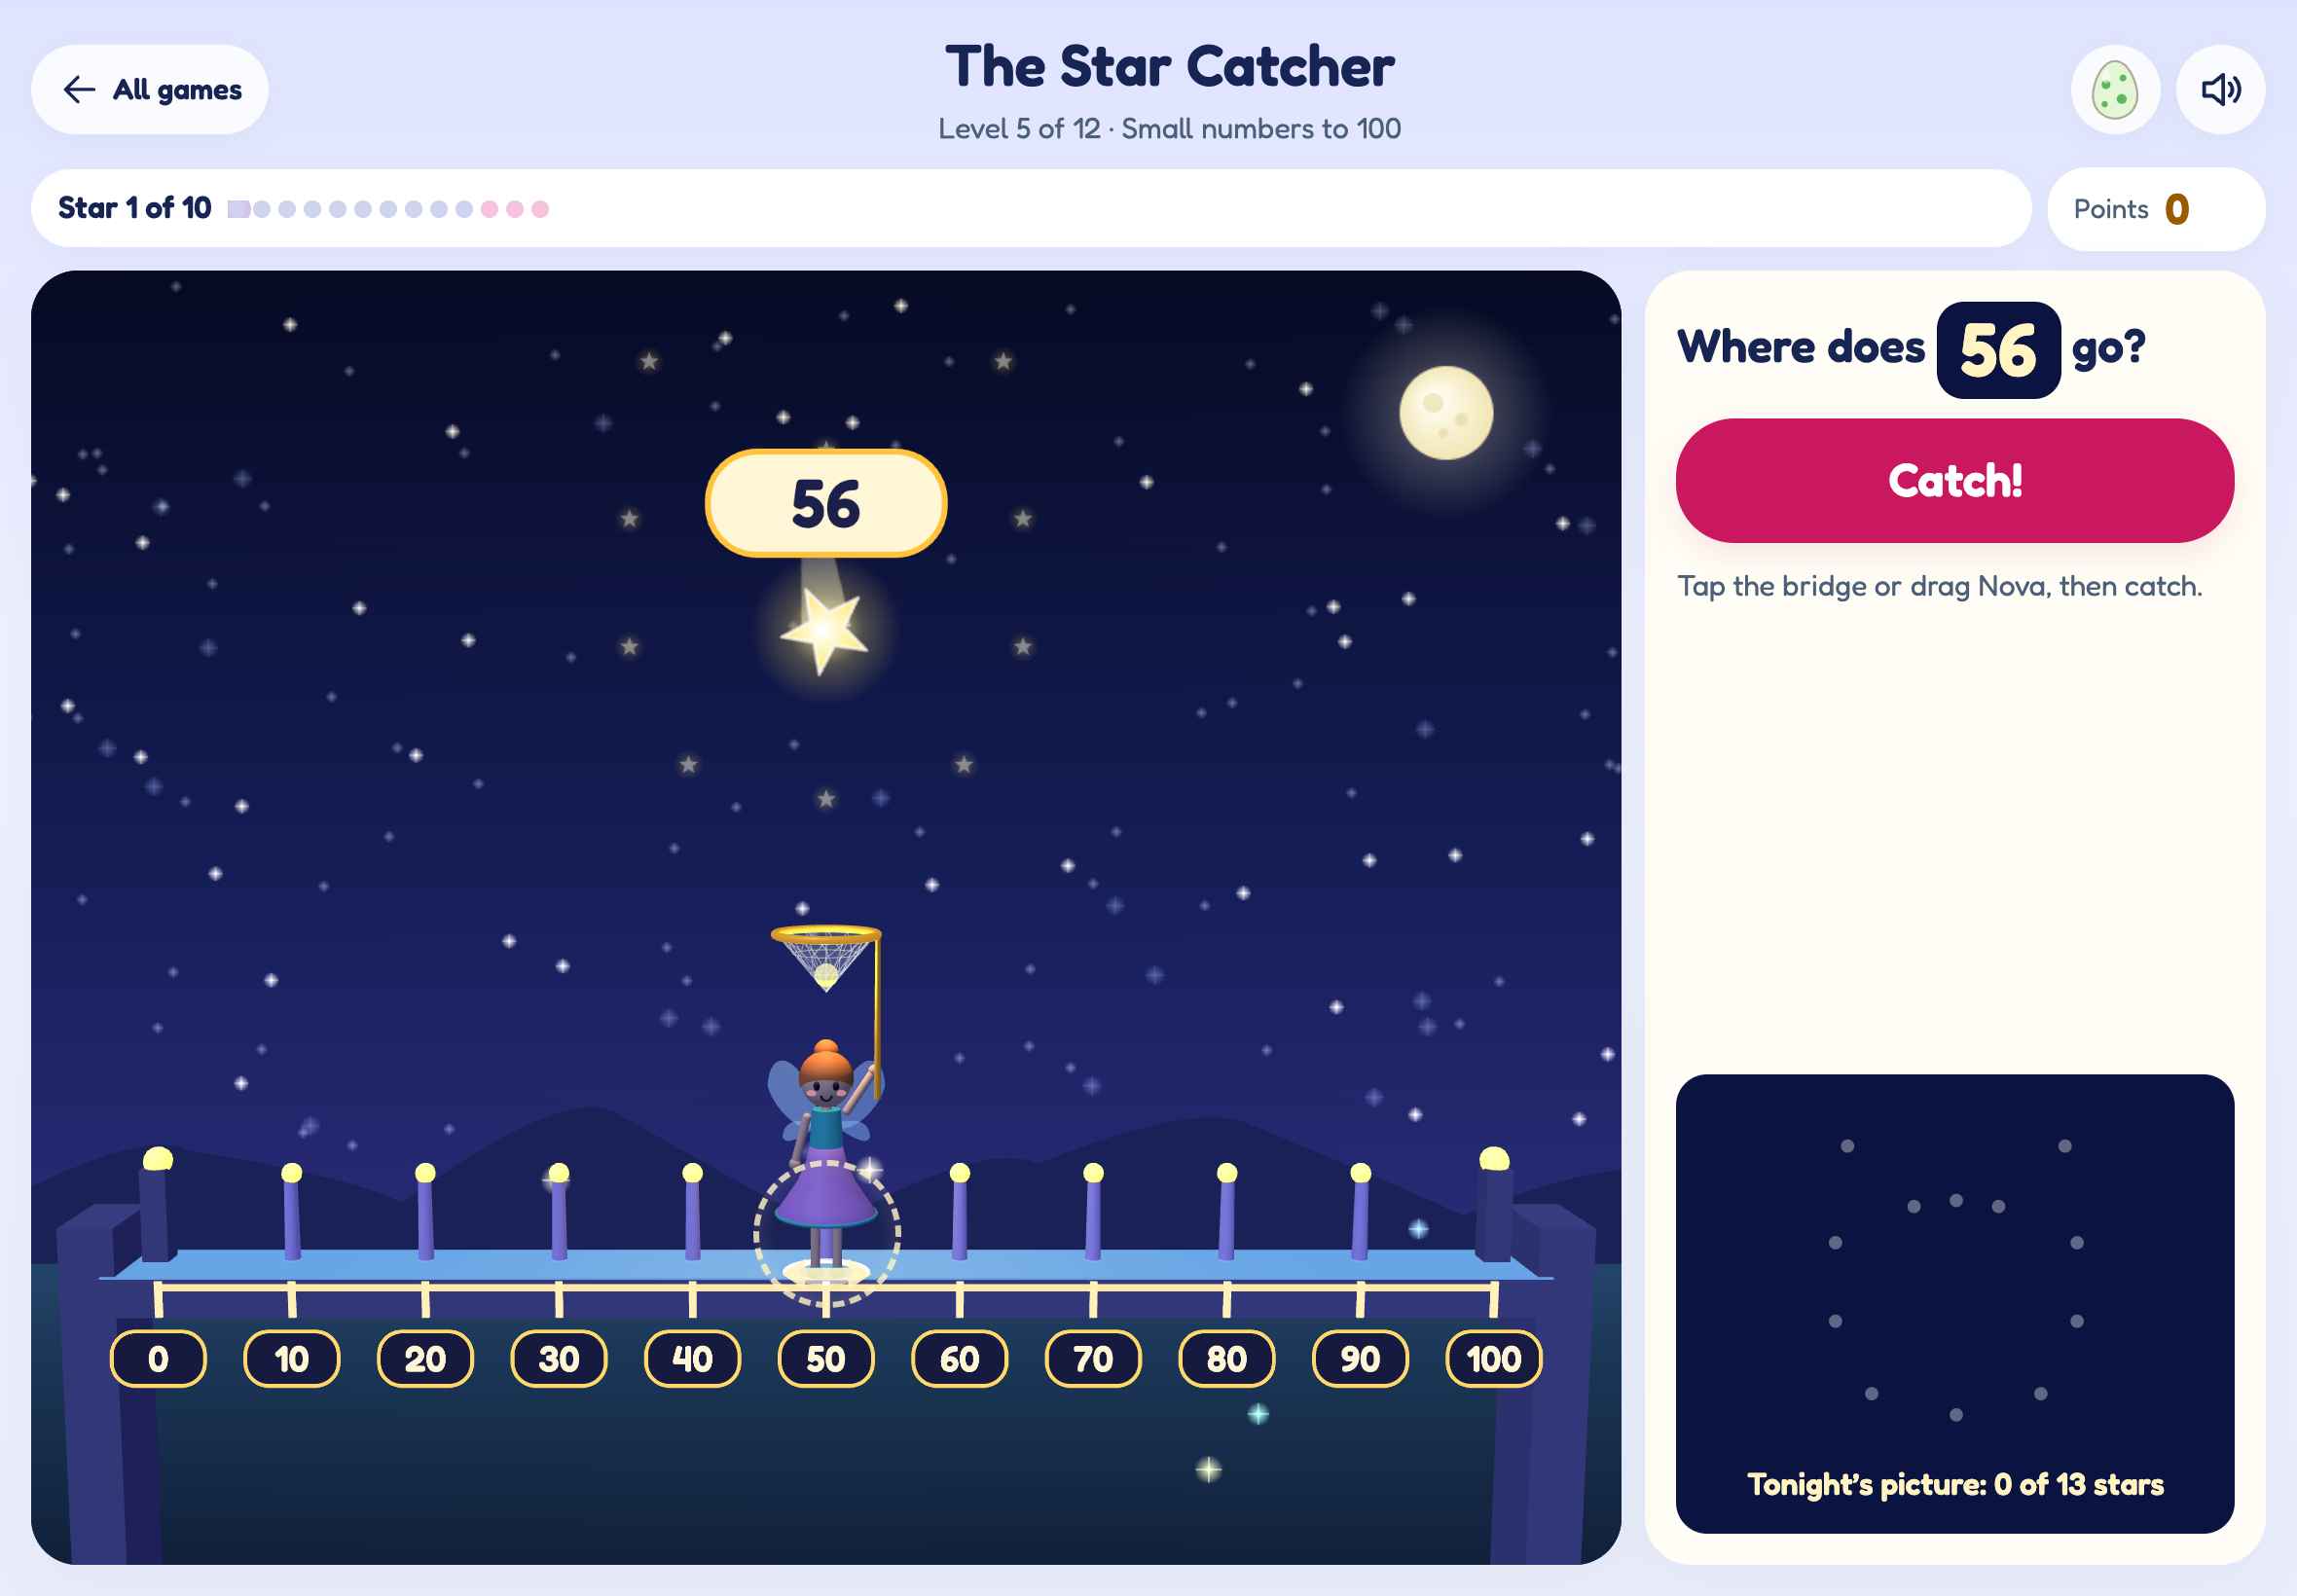 All games
The Star Catcher
Level 5 of 12 · Small numbers to 100
Star 1 of 10
Points 0
Where does 56 go?
56
Catch!
Tap the bridge or drag Nova, then catch.
0 10 20 30 40 50 60 70 80 90 100
Tonight’s picture: 0 of 13 stars